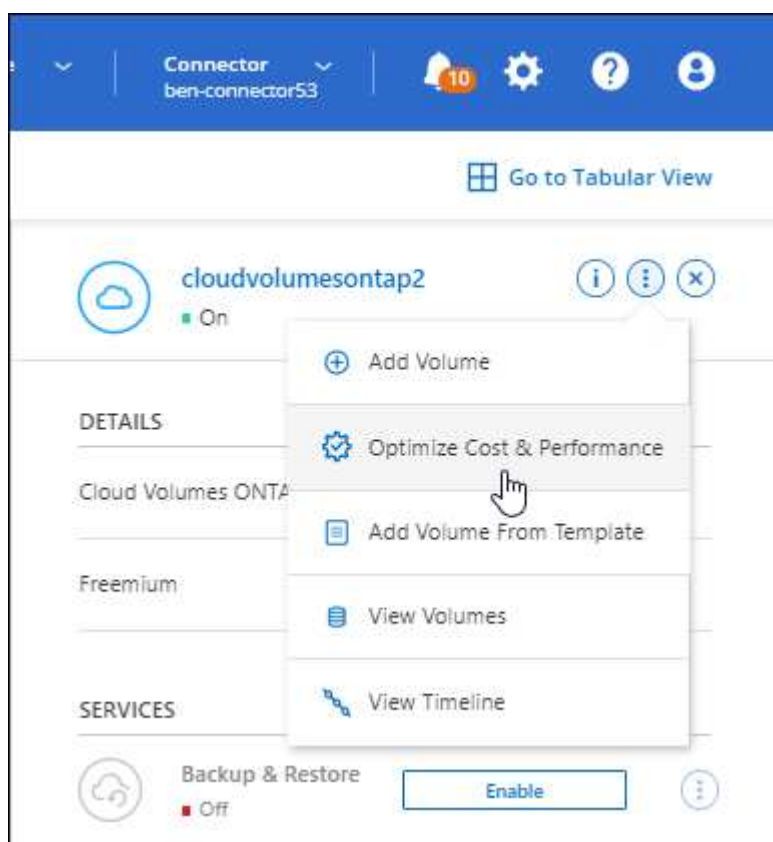 Connector
ben-connector53
10
Go to Tabular View
cloudvolumesontap2
On
Add Volume
DETAILS
Optimize Cost & Performance
Cloud Volumes ONTA
Add Volume From Template
Freemium
View Volumes
SERVICES
View Timeline
Backup & Restore
Off
Enable